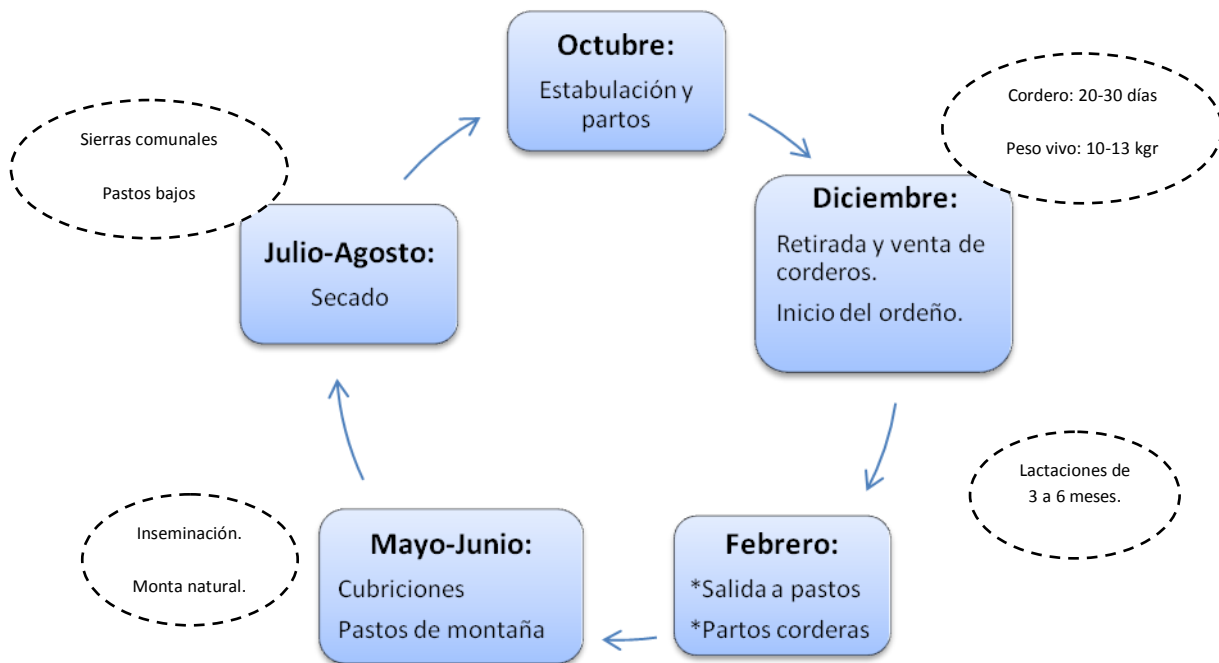 Octubre:
Estabulación y
partos
Cordero: 20-30 días
Peso vivo: 10-13 kgr
Diciembre:
Retirada y venta de
corderos.
Inicio del ordeño.
Lactaciones de
3 a 6 meses.
Febrero:
*Salida a pastos
*Partos corderas
Mayo-Junio:
Cubriciones
Pastos de montaña
Inseminación.
Monta natural.
Julio-Agosto:
Secado
Sierras comunales
Pastos bajos